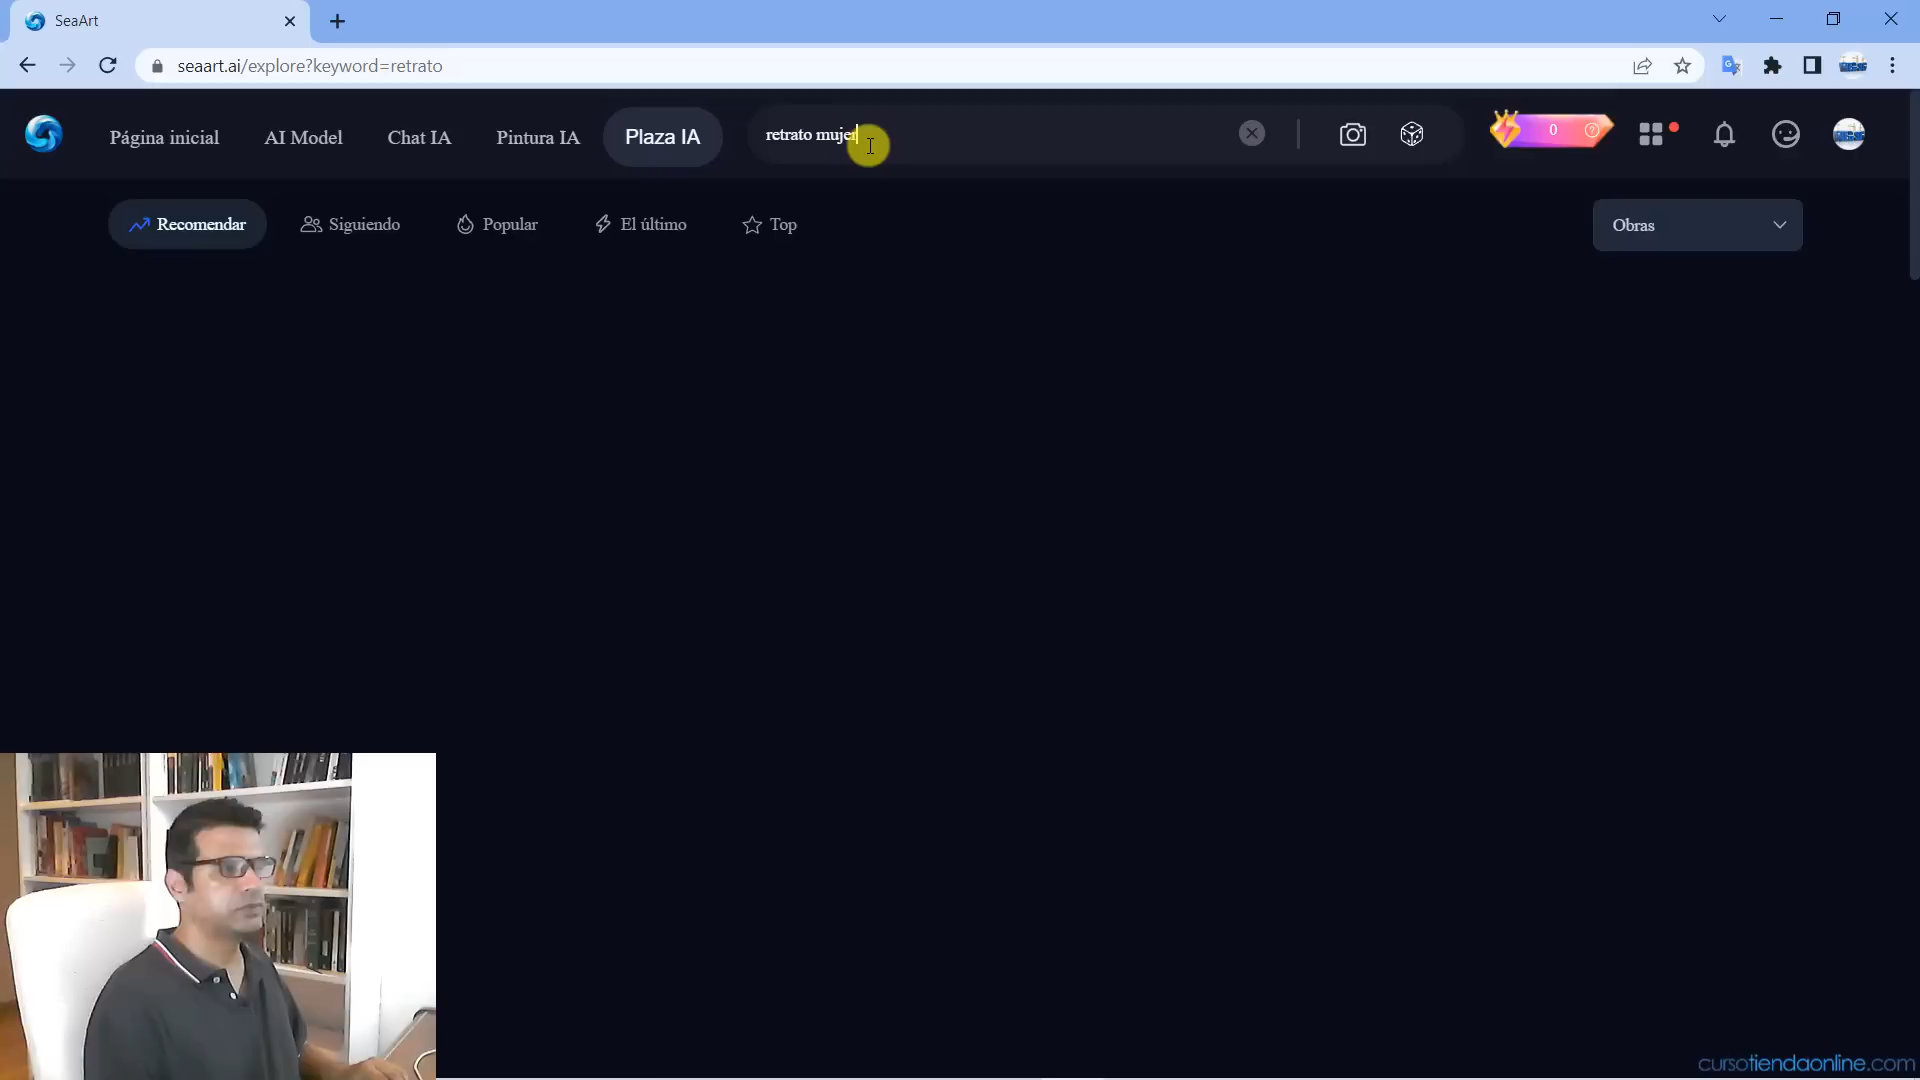 SeaArt
seaart.ai/explore?keyword=retrato
Página inicial
AI Model
Chat IA
Pintura IA
Plaza IA
retrato mujer
0
Recomendar
Siguiendo
Popular
El último
Top
Obras
cursotiendaonline.com